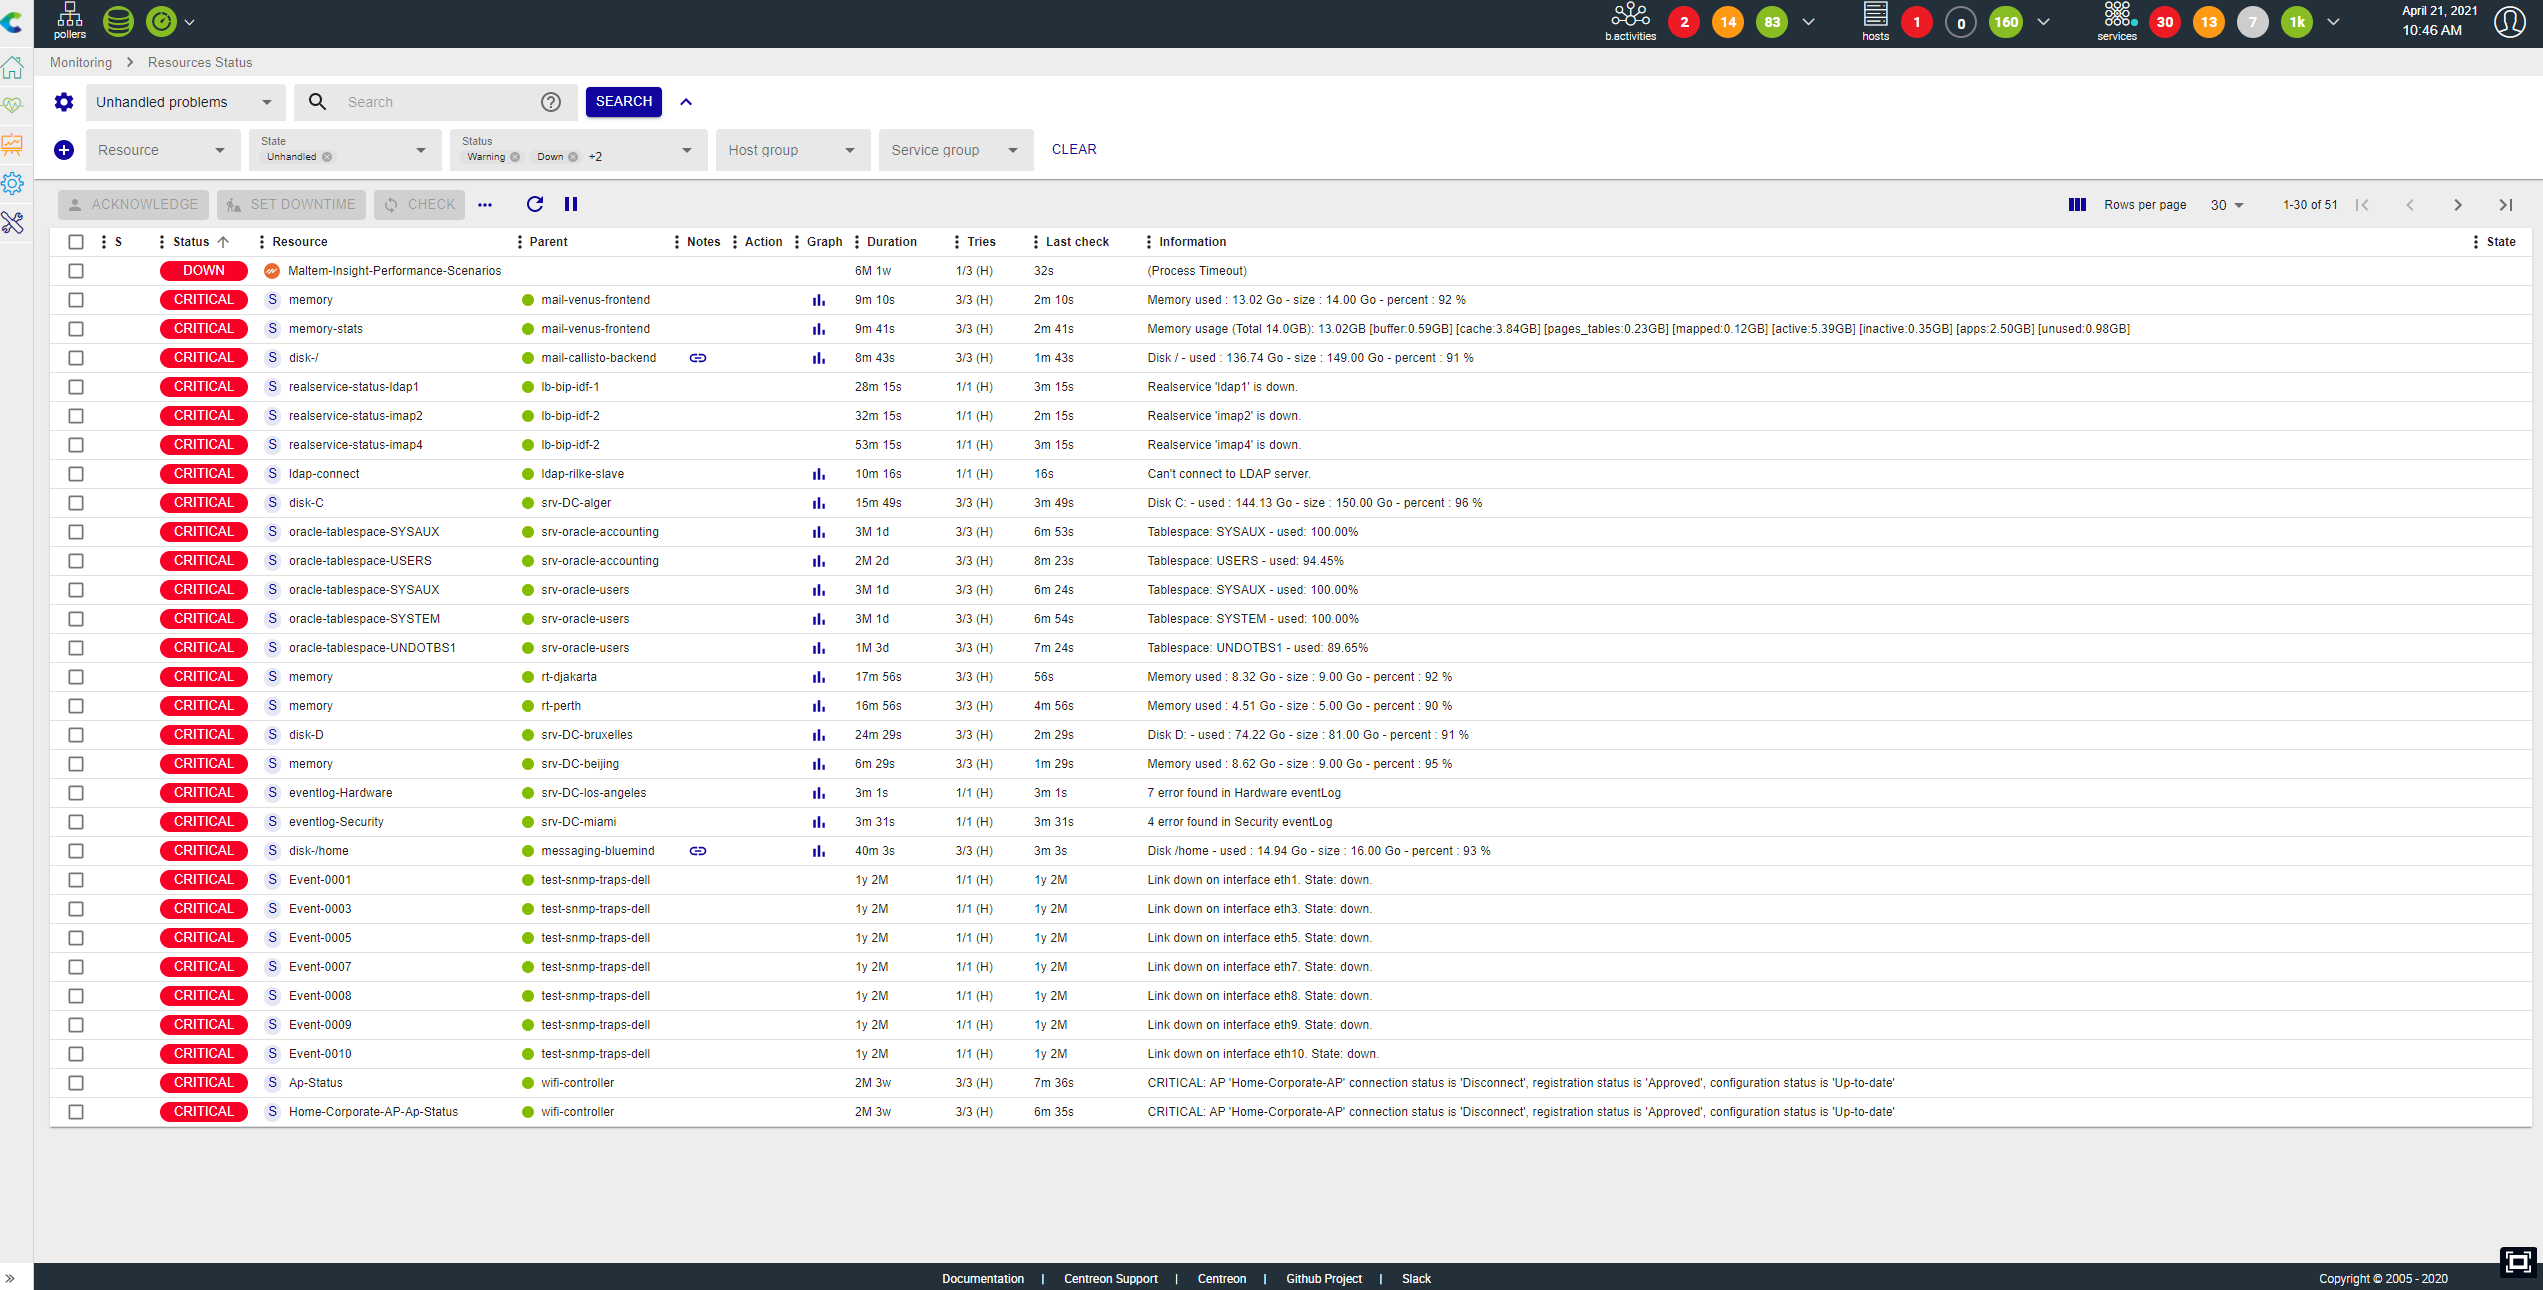 pollers
b.activities 2 14 83
hosts 1 0 160
services 30 13 7 1k
April 21, 2021
10:46 AM
Monitoring Resources Status
Unhandled problems Search SEARCH
Resource State Unhandled Status Warning Down +2 Host group Service group CLEAR
ACKNOWLEDGE SET DOWNTIME CHECK Rows per page 30 1-30 of 51
S Status Resource Parent Notes Action Graph Duration Tries Last check Information State
DOWN Maltem-Insight-Performance-Scenarios 6M 1w 1/3 (H) 32s (Process Timeout)
CRITICAL S memory mail-venus-frontend 9m 10s 3/3 (H) 2m 10s Memory used : 13.02 Go - size : 14.00 Go - percent : 92 %
CRITICAL S memory-stats mail-venus-frontend 9m 41s 3/3 (H) 2m 41s Memory usage (Total 14.0GB): 13.02GB [buffer:0.59GB] [cache:3.84GB] [pages_tables:0.23GB] [mapped:0.12GB] [active:5.39GB] [inactive:0.35GB] [apps:2.50GB] [unused:0.98GB]
CRITICAL S disk-/ mail-callisto-backend 8m 43s 3/3 (H) 1m 43s Disk / - used : 136.74 Go - size : 149.00 Go - percent : 91 %
CRITICAL S realservice-status-ldap1 lb-bip-idf-1 28m 15s 1/1 (H) 3m 15s Realservice 'ldap1' is down.
CRITICAL S realservice-status-imap2 lb-bip-idf-2 32m 15s 1/1 (H) 2m 15s Realservice 'imap2' is down.
CRITICAL S realservice-status-imap4 lb-bip-idf-2 53m 15s 1/1 (H) 3m 15s Realservice 'imap4' is down.
CRITICAL S ldap-connect ldap-rilke-slave 10m 16s 1/1 (H) 16s Can't connect to LDAP server.
CRITICAL S disk-C srv-DC-alger 15m 49s 3/3 (H) 3m 49s Disk C: - used : 144.13 Go - size : 150.00 Go - percent : 96 %
CRITICAL S oracle-tablespace-SYSAUX srv-oracle-accounting 3M 1d 3/3 (H) 6m 53s Tablespace: SYSAUX - used: 100.00%
CRITICAL S oracle-tablespace-USERS srv-oracle-accounting 2M 2d 3/3 (H) 8m 23s Tablespace: USERS - used: 94.45%
CRITICAL S oracle-tablespace-SYSAUX srv-oracle-users 3M 1d 3/3 (H) 6m 24s Tablespace: SYSAUX - used: 100.00%
CRITICAL S oracle-tablespace-SYSTEM srv-oracle-users 3M 1d 3/3 (H) 6m 54s Tablespace: SYSTEM - used: 100.00%
CRITICAL S oracle-tablespace-UNDOTBS1 srv-oracle-users 1M 3d 3/3 (H) 7m 24s Tablespace: UNDOTBS1 - used: 89.65%
CRITICAL S memory rt-djakarta 17m 56s 3/3 (H) 56s Memory used : 8.32 Go - size : 9.00 Go - percent : 92 %
CRITICAL S memory rt-perth 16m 56s 3/3 (H) 4m 56s Memory used : 4.51 Go - size : 5.00 Go - percent : 90 %
CRITICAL S disk-D srv-DC-bruxelles 24m 29s 3/3 (H) 2m 29s Disk D: - used : 74.22 Go - size : 81.00 Go - percent : 91 %
CRITICAL S memory srv-DC-beijing 6m 29s 3/3 (H) 1m 29s Memory used : 8.62 Go - size : 9.00 Go - percent : 95 %
CRITICAL S eventlog-Hardware srv-DC-los-angeles 3m 1s 1/1 (H) 3m 1s 7 error found in Hardware eventLog
CRITICAL S eventlog-Security srv-DC-miami 3m 31s 1/1 (H) 3m 31s 4 error found in Security eventLog
CRITICAL S disk-/home messaging-bluemind 40m 3s 3/3 (H) 3m 3s Disk /home - used : 14.94 Go - size : 16.00 Go - percent : 93 %
CRITICAL S Event-0001 test-snmp-traps-dell 1y 2M 1/1 (H) 1y 2M Link down on interface eth1. State: down.
CRITICAL S Event-0003 test-snmp-traps-dell 1y 2M 1/1 (H) 1y 2M Link down on interface eth3. State: down.
CRITICAL S Event-0005 test-snmp-traps-dell 1y 2M 1/1 (H) 1y 2M Link down on interface eth5. State: down.
CRITICAL S Event-0007 test-snmp-traps-dell 1y 2M 1/1 (H) 1y 2M Link down on interface eth7. State: down.
CRITICAL S Event-0008 test-snmp-traps-dell 1y 2M 1/1 (H) 1y 2M Link down on interface eth8. State: down.
CRITICAL S Event-0009 test-snmp-traps-dell 1y 2M 1/1 (H) 1y 2M Link down on interface eth9. State: down.
CRITICAL S Event-0010 test-snmp-traps-dell 1y 2M 1/1 (H) 1y 2M Link down on interface eth10. State: down.
CRITICAL S Ap-Status wifi-controller 2M 3w 3/3 (H) 7m 36s CRITICAL: AP 'Home-Corporate-AP' connection status is 'Disconnect', registration status is 'Approved', configuration status is 'Up-to-date'
CRITICAL S Home-Corporate-AP-Ap-Status wifi-controller 2M 3w 3/3 (H) 6m 35s CRITICAL: AP 'Home-Corporate-AP' connection status is 'Disconnect', registration status is 'Approved', configuration status is 'Up-to-date'
Documentation | Centreon Support | Centreon | Github Project | Slack
Copyright © 2005 - 2020